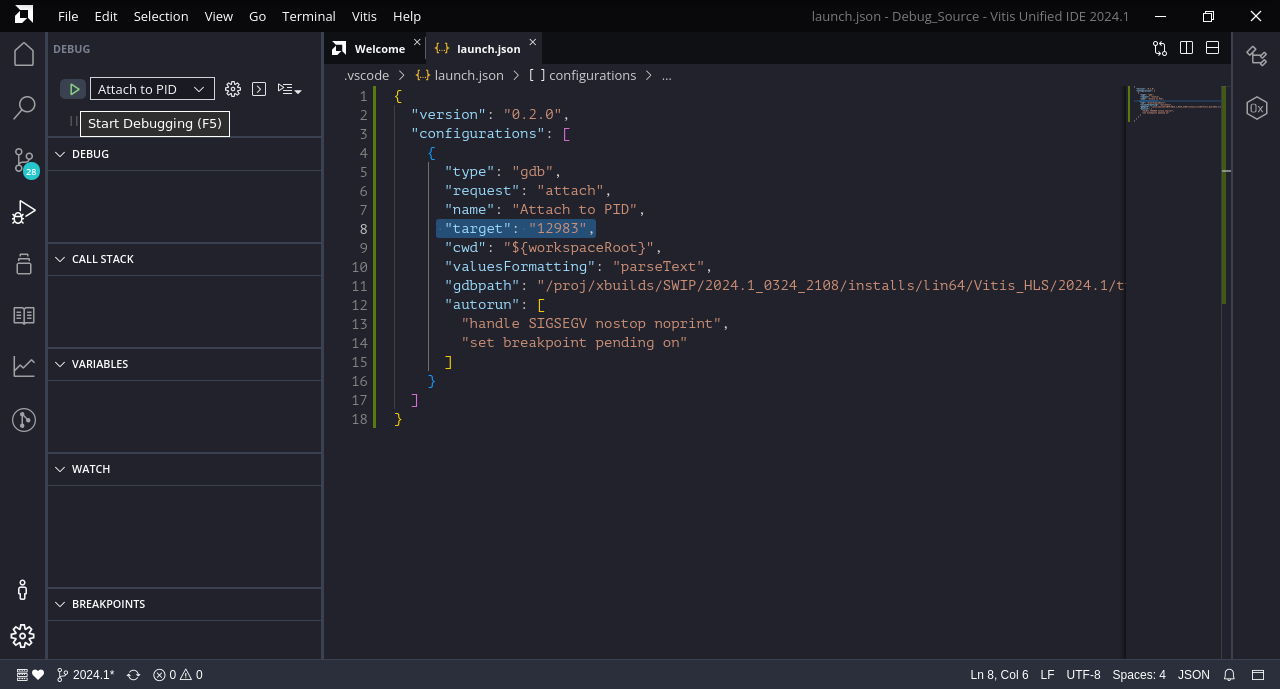 File Edit Selection View Go Terminal Vitis Help
launch.json - Debug_Source - Vitis Unified IDE 2024.1
DEBUG
Attach to PID
Start Debugging (F5)
DEBUG
28
CALL STACK
VARIABLES
WATCH
BREAKPOINTS
Welcome
{..} launch.json
.vscode > {..} launch.json > [ ] configurations > ...
1 {
2 "version": "0.2.0",
3 "configurations": [
4 {
5 "type": "gdb",
6 "request": "attach",
7 "name": "Attach to PID",
8 "target": "12983",
9 "cwd": "${workspaceRoot}",
10 "valuesFormatting": "parseText",
11 "gdbpath": "/proj/xbuilds/SWIP/2024.1_0324_2108/installs/lin64/Vitis_HLS/2024.1/t
12 "autorun": [
13 "handle SIGSEGV nostop noprint",
14 "set breakpoint pending on"
15 ]
16 }
17 ]
18 }
0x
2024.1* 0 0
Ln 8, Col 6 LF UTF-8 Spaces: 4 JSON